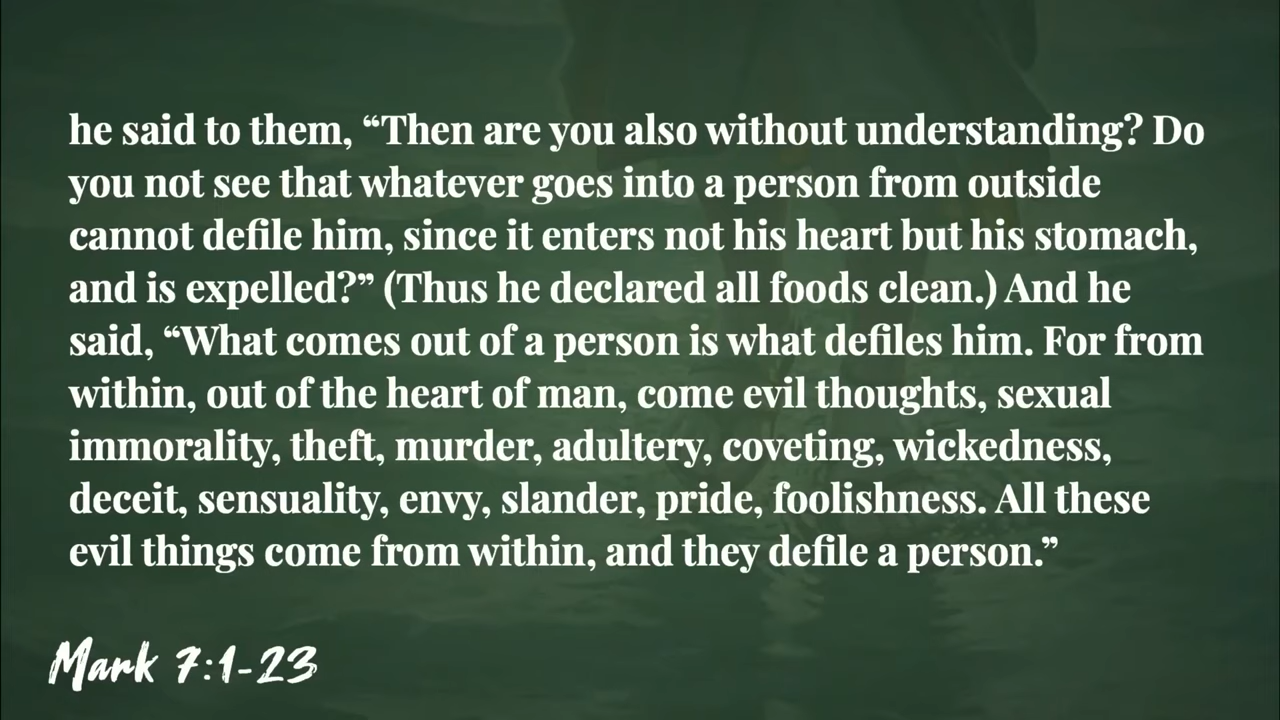 he said to them, “Then are you also without understanding? Do
you not see that whatever goes into a person from outside
cannot defile him, since it enters not his heart but his stomach,
and is expelled?” (Thus he declared all foods clean.) And he
said, “What comes out of a person is what defiles him. For from
within, out of the heart of man, come evil thoughts, sexual
immorality, theft, murder, adultery, coveting, wickedness,
deceit, sensuality, envy, slander, pride, foolishness. All these
evil things come from within, and they defile a person.”
Mark 7:1-23